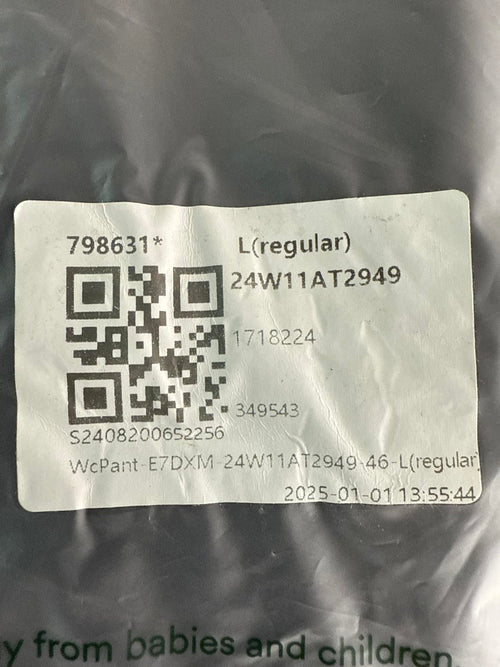 798631* L(regular)
24W11AT2949
1718224
349543
S2408200652256
WcPant-E7DXM-24W11AT2949-46-L(regular)
2025-01-01 13:55:44
y from babies and children